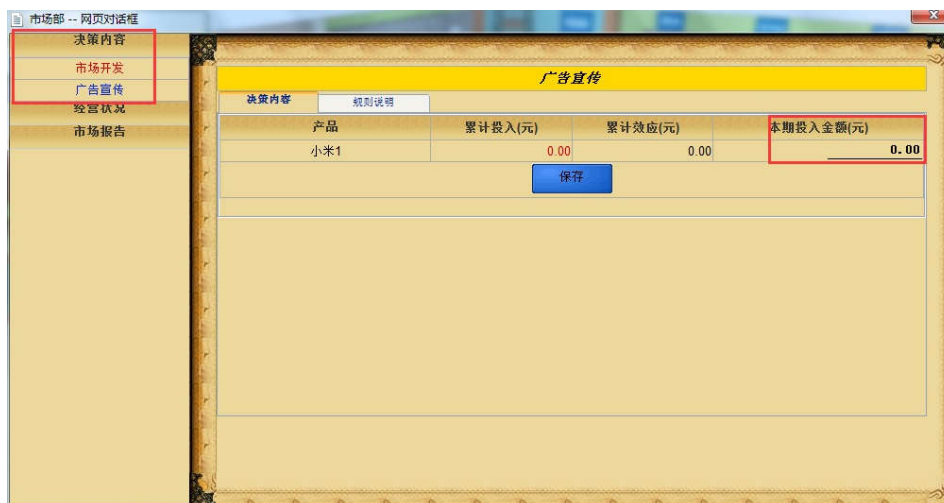 市场部 -- 网页对话框
决策内容
市场开发
广告宣传
经营状况
市场报告
广告宣传
决策内容 规则说明
产品 累计投入(元) 累计效应(元) 本期投入金额(元)
小米1 0.00 0.00 0.00
保存